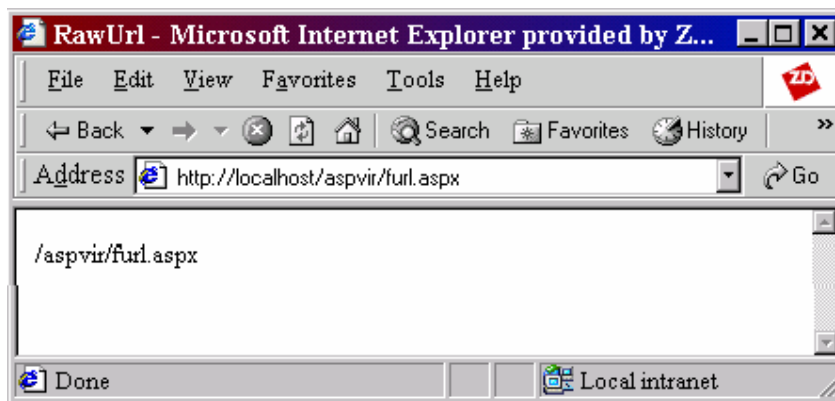 RawUrl - Microsoft Internet Explorer provided by Z...
File Edit View Favorites Tools Help
ZD
Back Search Favorites History »
Address http://localhost/aspvir/furl.aspx Go
/aspvir/furl.aspx
Done Local intranet